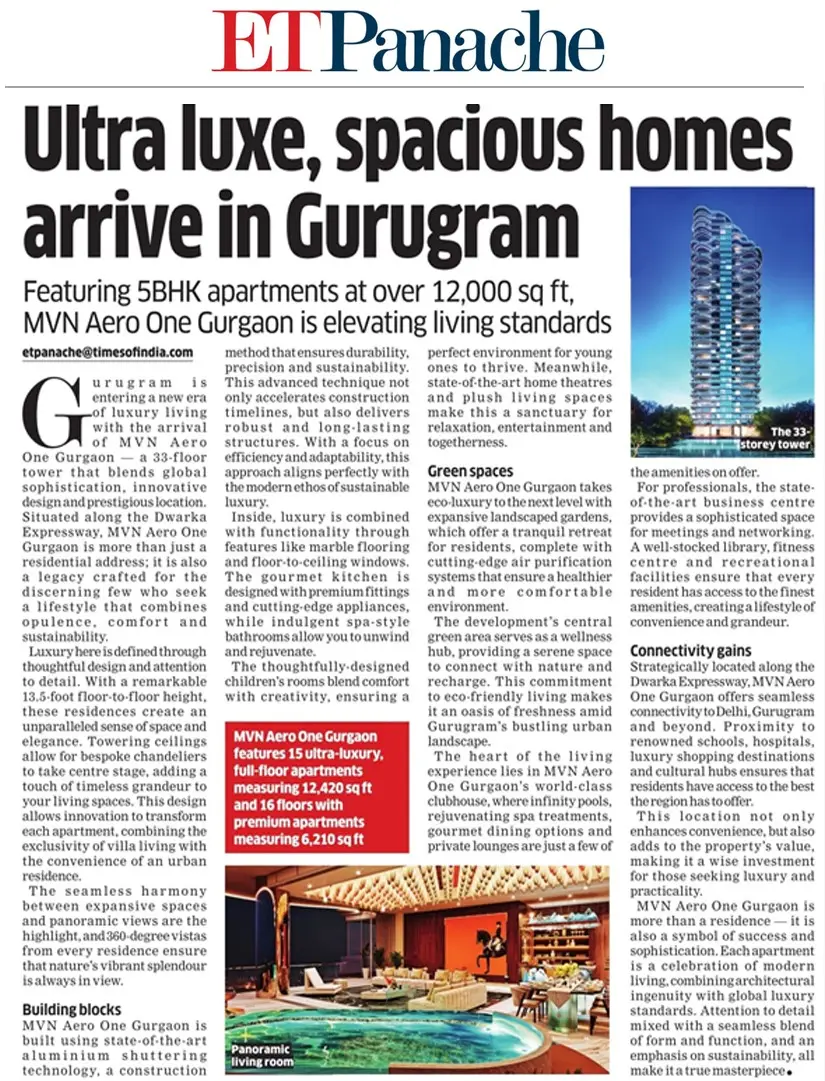 ETPanache
Ultra luxe, spacious homes
arrive in Gurugram
Featuring 5BHK apartments at over 12,000 sq ft,
MVN Aero One Gurgaon is elevating living standards
etpanache@timesofindia.com
Gurugram is
entering a new era
of luxury living
with the arrival
of MVN Aero
One Gurgaon — a 33-floor
tower that blends global
sophistication, innovative
design and prestigious location.
Situated along the Dwarka
Expressway, MVN Aero One
Gurgaon is more than just a
residential address; it is also
a legacy crafted for the
discerning few who seek
a lifestyle that combines
opulence, comfort and
sustainability.
Luxury here is defined through
thoughtful design and attention
to detail. With a remarkable
13.5-foot floor-to-floor height,
these residences create an
unparalleled sense of space and
elegance. Towering ceilings
allow for bespoke chandeliers
to take centre stage, adding a
touch of timeless grandeur to
your living spaces. This design
allows innovation to transform
each apartment, combining the
exclusivity of villa living with
the convenience of an urban
residence.
The seamless harmony
between expansive spaces
and panoramic views are the
highlight, and 360-degree vistas
from every residence ensure
that nature's vibrant splendour
is always in view.
Building blocks
MVN Aero One Gurgaon is
built using state-of-the-art
aluminium shuttering
technology, a construction
method that ensures durability,
precision and sustainability.
This advanced technique not
only accelerates construction
timelines, but also delivers
robust and long-lasting
structures. With a focus on
efficiency and adaptability, this
approach aligns perfectly with
the modern ethos of sustainable
luxury.
Inside, luxury is combined
with functionality through
features like marble flooring
and floor-to-ceiling windows.
The gourmet kitchen is
designed with premium fittings
and cutting-edge appliances,
while indulgent spa-style
bathrooms allow you to unwind
and rejuvenate.
The thoughtfully-designed
children's rooms blend comfort
with creativity, ensuring a
MVN Aero One Gurgaon
features 15 ultra-luxury,
full-floor apartments
measuring 12,420 sq ft
and 16 floors with
premium apartments
measuring 6,210 sq ft
Panoramic
living room
perfect environment for young
ones to thrive. Meanwhile,
state-of-the-art home theatres
and plush living spaces
make this a sanctuary for
relaxation, entertainment and
togetherness.
Green spaces
MVN Aero One Gurgaon takes
eco-luxury to the next level with
expansive landscaped gardens,
which offer a tranquil retreat
for residents, complete with
cutting-edge air purification
systems that ensure a healthier
and more comfortable
environment.
The development's central
green area serves as a wellness
hub, providing a serene space
to connect with nature and
recharge. This commitment
to eco-friendly living makes
it an oasis of freshness amid
Gurugram's bustling urban
landscape.
The heart of the living
experience lies in MVN Aero
One Gurgaon's world-class
clubhouse, where infinity pools,
rejuvenating spa treatments,
gourmet dining options and
private lounges are just a few of
The 33-
storey tower
the amenities on offer.
For professionals, the state-
of-the-art business centre
provides a sophisticated space
for meetings and networking.
A well-stocked library, fitness
centre and recreational
facilities ensure that every
resident has access to the finest
amenities, creating a lifestyle of
convenience and grandeur.
Connectivity gains
Strategically located along the
Dwarka Expressway, MVN Aero
One Gurgaon offers seamless
connectivity to Delhi, Gurugram
and beyond. Proximity to
renowned schools, hospitals,
luxury shopping destinations
and cultural hubs ensures that
residents have access to the best
the region has to offer.
This location not only
enhances convenience, but also
adds to the property's value,
making it a wise investment
for those seeking luxury and
practicality.
MVN Aero One Gurgaon is
more than a residence — it is
also a symbol of success and
sophistication. Each apartment
is a celebration of modern
living, combining architectural
ingenuity with global luxury
standards. Attention to detail
mixed with a seamless blend
of form and function, and an
emphasis on sustainability, all
make it a true masterpiece •